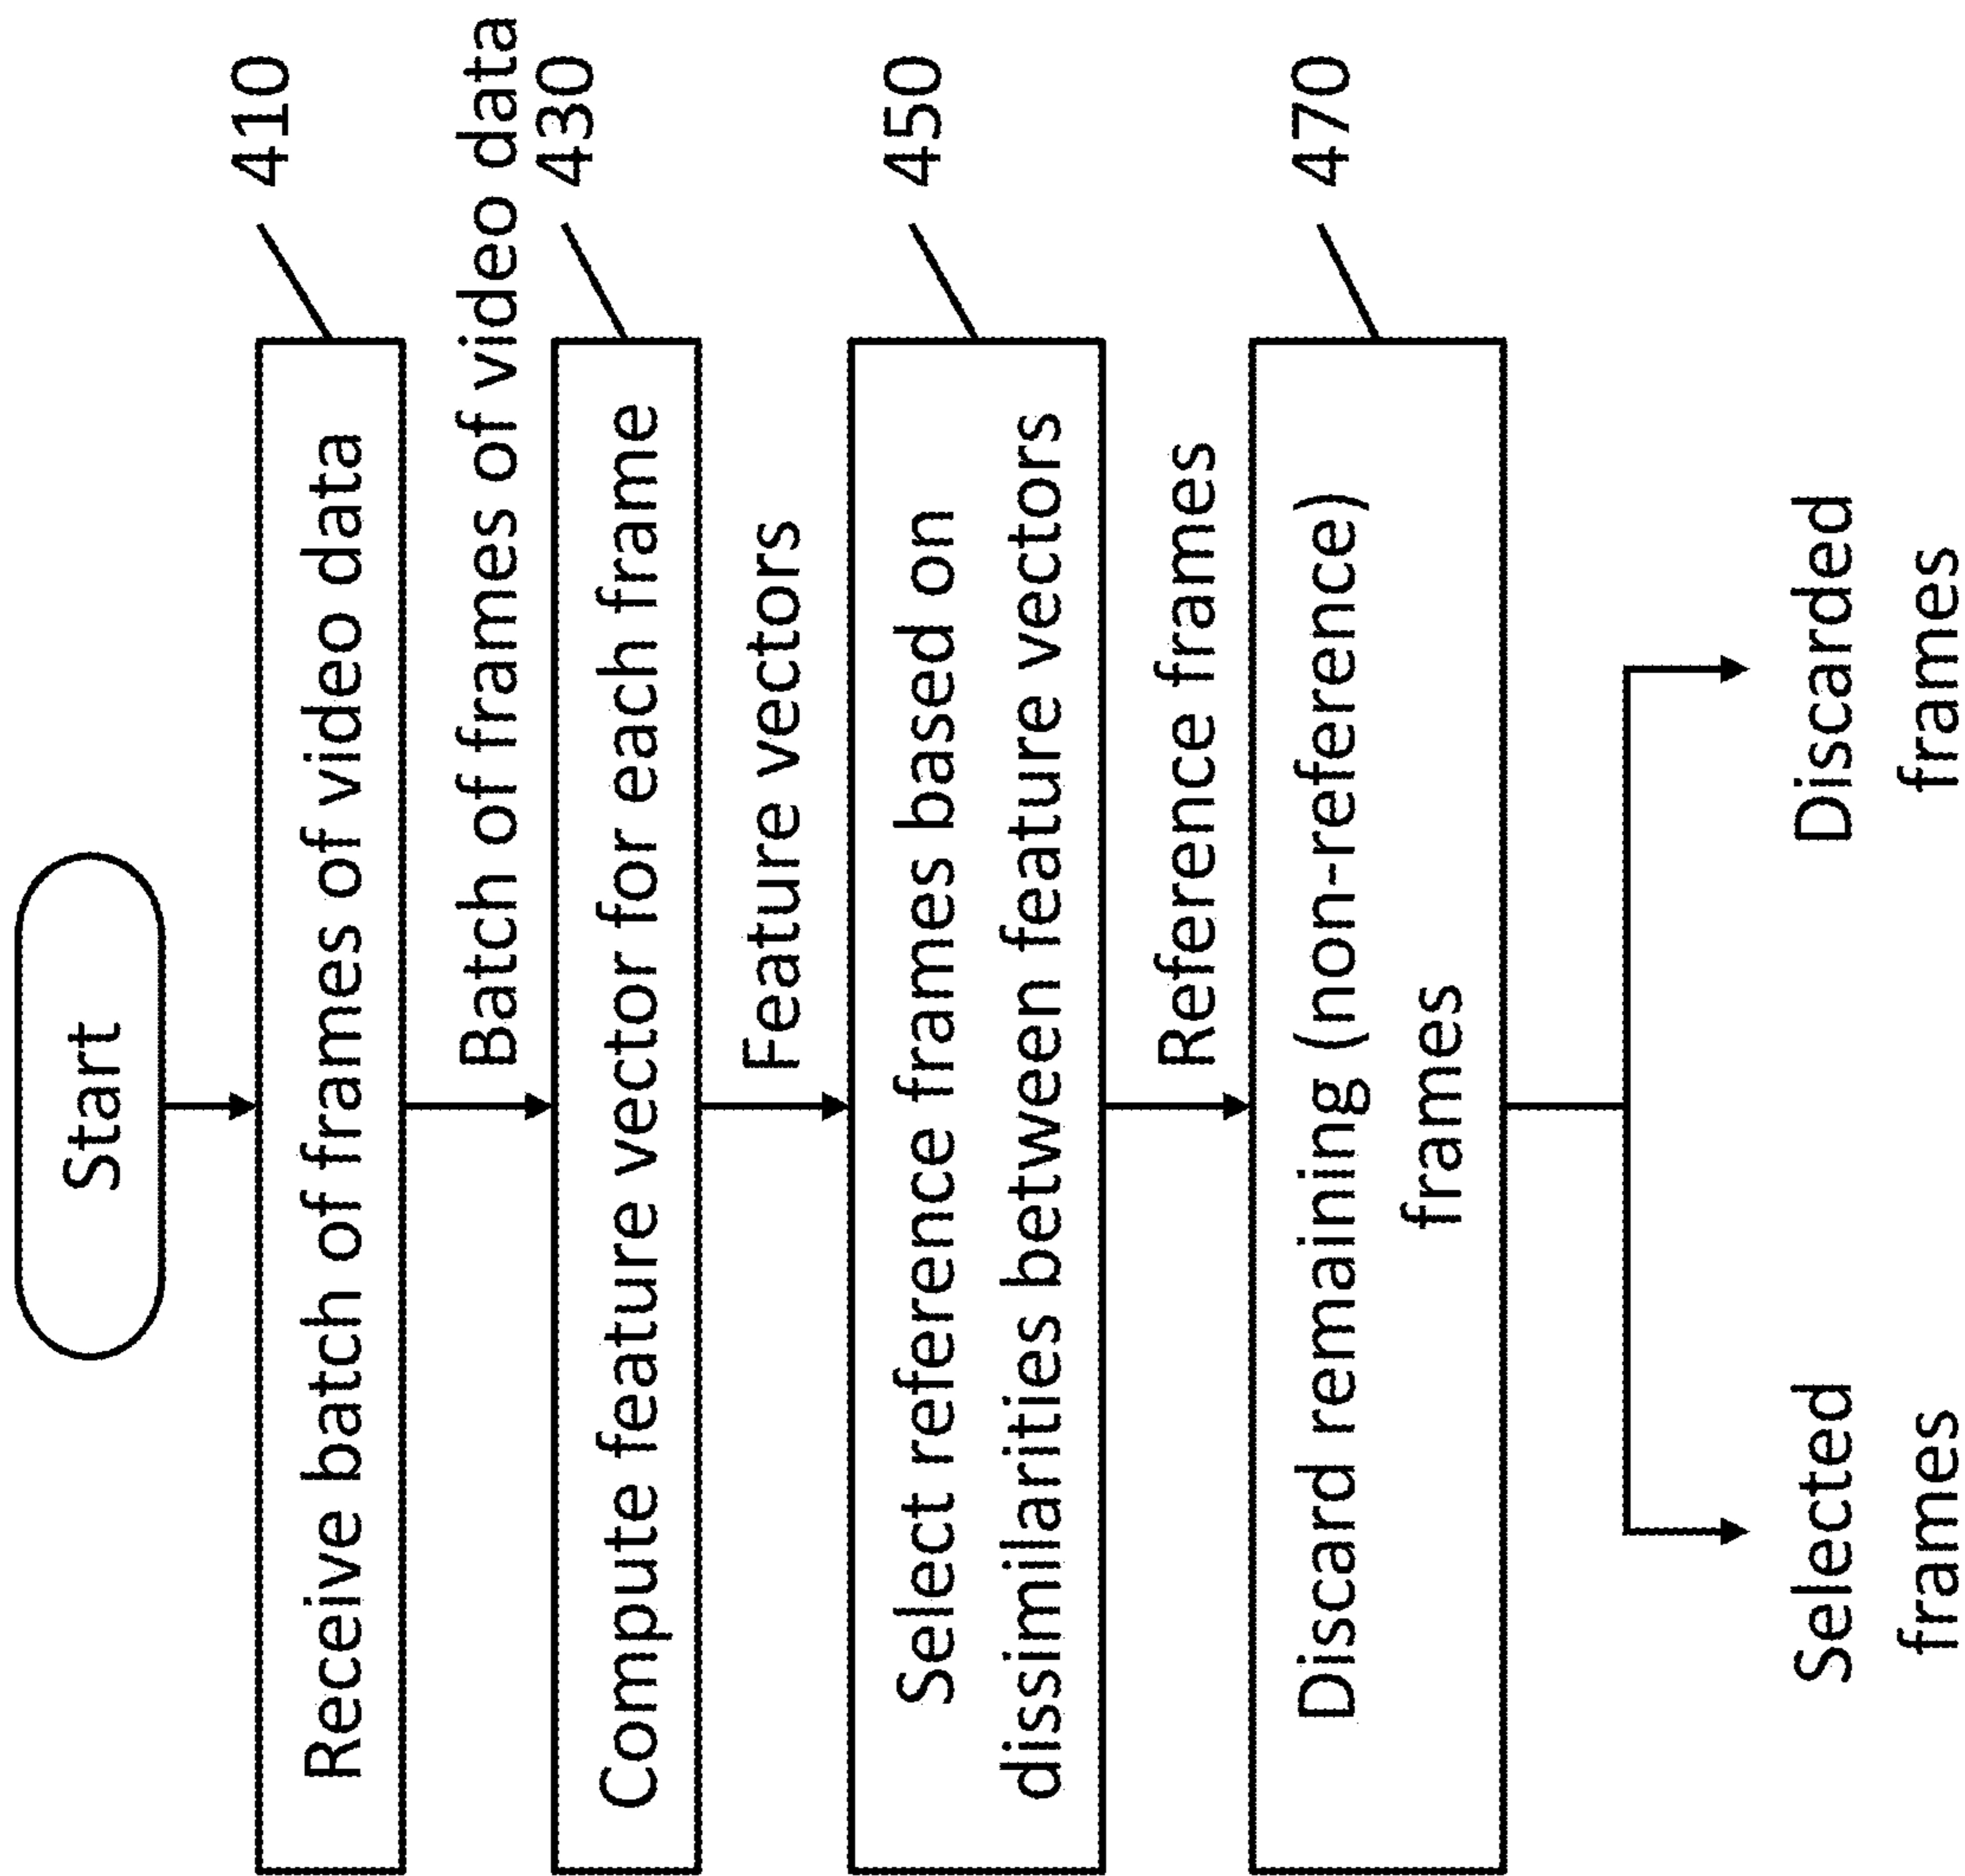 Start
410
Receive batch of frames of video data
Batch of frames of video data
430
Compute feature vector for each frame
Feature vectors
450
Select reference frames based on
dissimilarities between feature vectors
Reference frames
470
Discard remaining (non-reference)
frames
Selected
frames
Discarded
frames